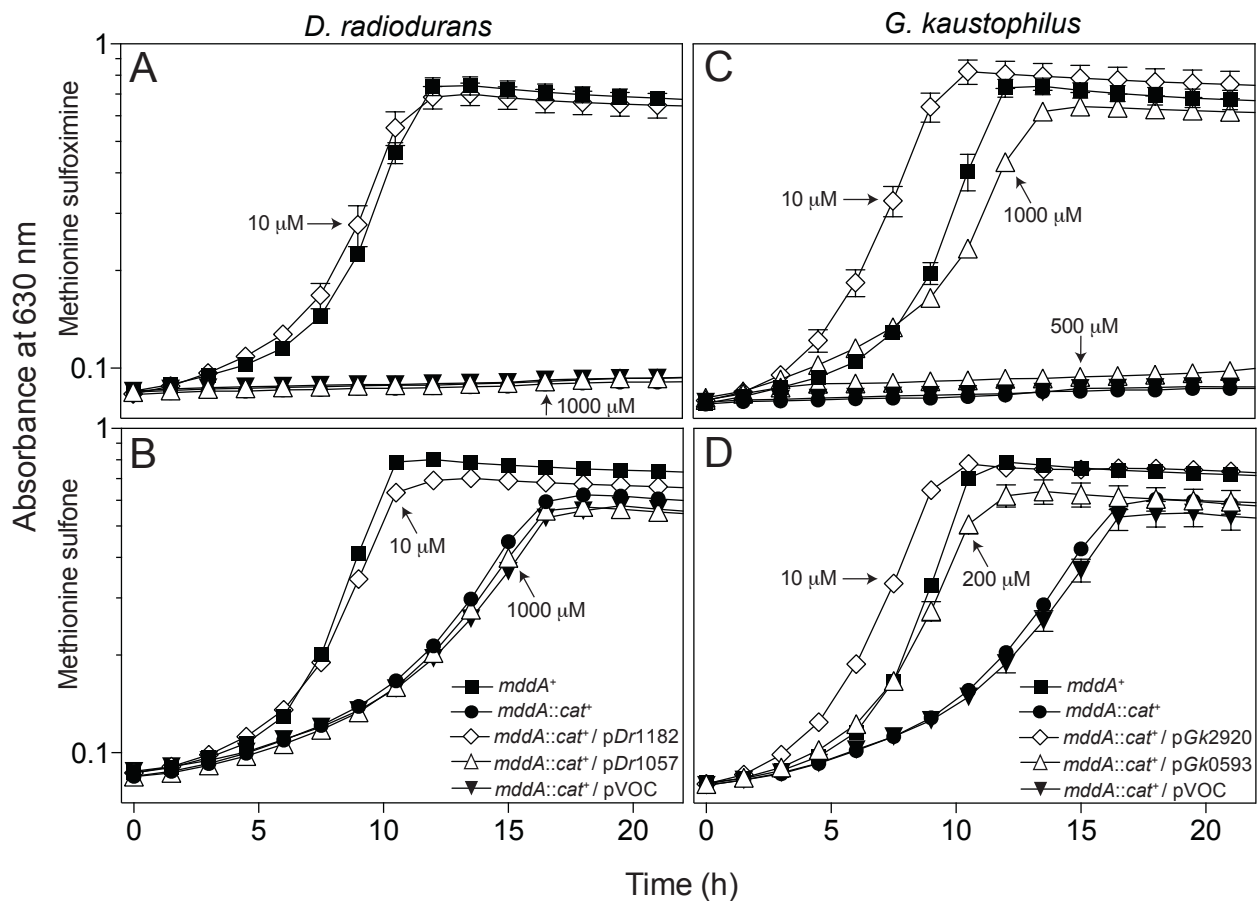 D. radiodurans
G. kaustophilus
Absorbance at 630 nm
Methionine sulfoximine
Methionine sulfone
A
1
0.1
10 µM
1000 µM
C
10 µM
1000 µM
500 µM
B
1
0.1
10 µM
1000 µM
mddA⁺
mddA::cat⁺
mddA::cat⁺ / pDr1182
mddA::cat⁺ / pDr1057
mddA::cat⁺ / pVOC
0 5 10 15 20
D
10 µM
200 µM
mddA⁺
mddA::cat⁺
mddA::cat⁺ / pGk2920
mddA::cat⁺ / pGk0593
mddA::cat⁺ / pVOC
0 5 10 15 20
Time (h)